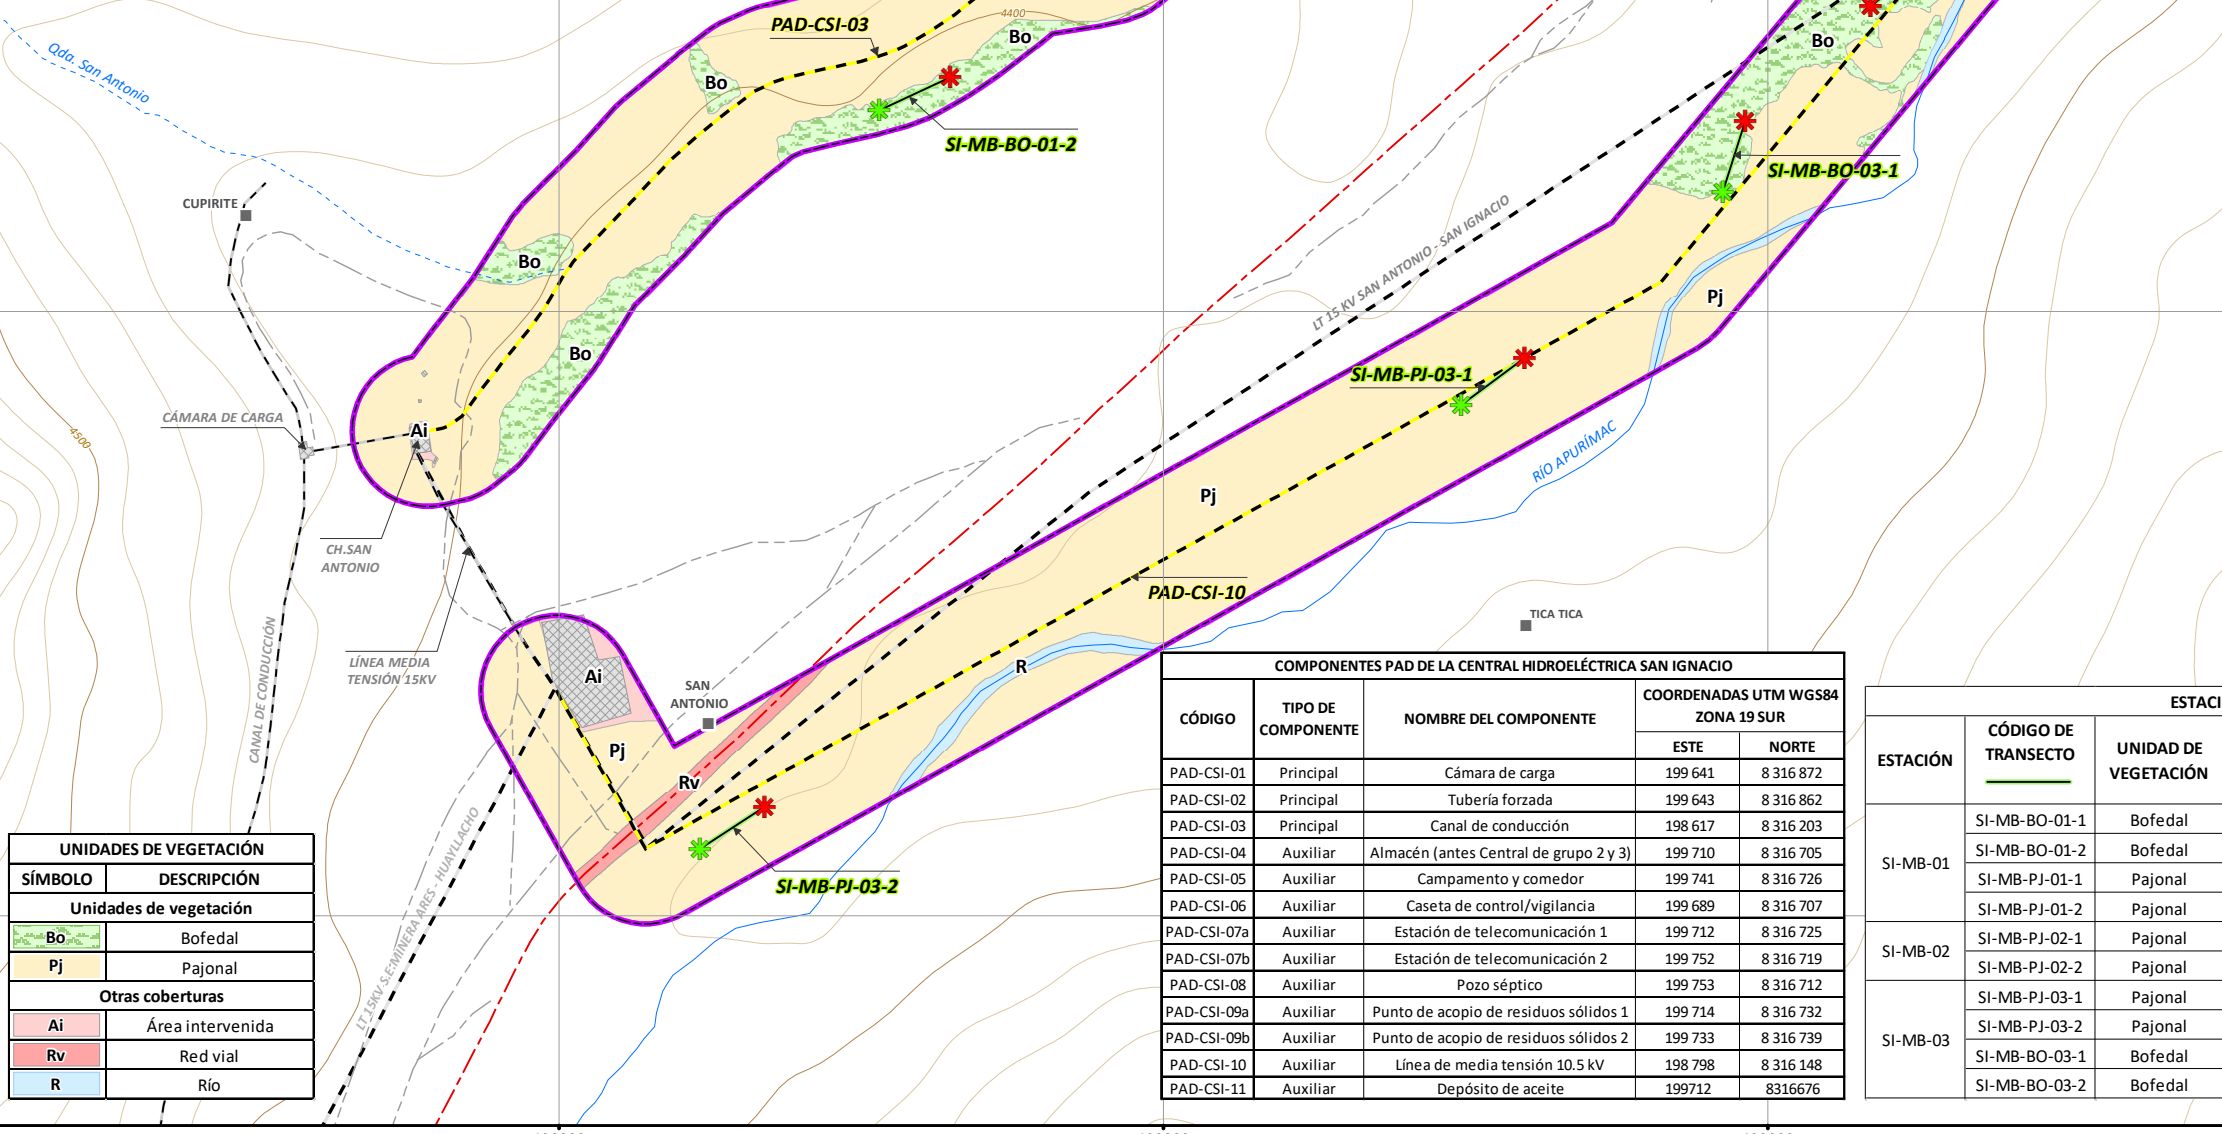 PAD-CSI-03
4400
Bo
Bo
Bo
Qda. San Antonio
SI-MB-BO-01-2
SI-MB-BO-03-1
CUPIRITE
LT 15 KV SAN ANTONIO - SAN IGNACIO
Bo
Pj
Bo
SI-MB-PJ-03-1
CÁMARA DE CARGA
4500
Ai
RÍO APURÍMAC
Pj
CH.SAN
ANTONIO
PAD-CSI-10
TICA TICA
CANAL DE CONDUCCIÓN
LÍNEA MEDIA
TENSIÓN 15KV
Ai
R
SAN
ANTONIO
Pj
Rv
LT 15KV S.E.MINERA ARES - HUAYLLACHO
SI-MB-PJ-03-2
UNIDADES DE VEGETACIÓN
SÍMBOLO DESCRIPCIÓN
Unidades de vegetación
Bo Bofedal
Pj Pajonal
Otras coberturas
Ai Área intervenida
Rv Red vial
R Río
COMPONENTES PAD DE LA CENTRAL HIDROELÉCTRICA SAN IGNACIO
CÓDIGO
TIPO DE
COMPONENTE
NOMBRE DEL COMPONENTE
COORDENADAS UTM WGS84
ZONA 19 SUR
ESTE NORTE
PAD-CSI-01 Principal Cámara de carga 199 641 8 316 872
PAD-CSI-02 Principal Tubería forzada 199 643 8 316 862
PAD-CSI-03 Principal Canal de conducción 198 617 8 316 203
PAD-CSI-04 Auxiliar Almacén (antes Central de grupo 2 y 3) 199 710 8 316 705
PAD-CSI-05 Auxiliar Campamento y comedor 199 741 8 316 726
PAD-CSI-06 Auxiliar Caseta de control/vigilancia 199 689 8 316 707
PAD-CSI-07a Auxiliar Estación de telecomunicación 1 199 712 8 316 725
PAD-CSI-07b Auxiliar Estación de telecomunicación 2 199 752 8 316 719
PAD-CSI-08 Auxiliar Pozo séptico 199 753 8 316 712
PAD-CSI-09a Auxiliar Punto de acopio de residuos sólidos 1 199 714 8 316 732
PAD-CSI-09b Auxiliar Punto de acopio de residuos sólidos 2 199 733 8 316 739
PAD-CSI-10 Auxiliar Línea de media tensión 10.5 kV 198 798 8 316 148
PAD-CSI-11 Auxiliar Depósito de aceite 199712 8316676
ESTACI
ESTACIÓN
CÓDIGO DE
TRANSECTO
UNIDAD DE
VEGETACIÓN
SI-MB-01
SI-MB-BO-01-1 Bofedal
SI-MB-BO-01-2 Bofedal
SI-MB-PJ-01-1 Pajonal
SI-MB-PJ-01-2 Pajonal
SI-MB-02
SI-MB-PJ-02-1 Pajonal
SI-MB-PJ-02-2 Pajonal
SI-MB-03
SI-MB-PJ-03-1 Pajonal
SI-MB-PJ-03-2 Pajonal
SI-MB-BO-03-1 Bofedal
SI-MB-BO-03-2 Bofedal